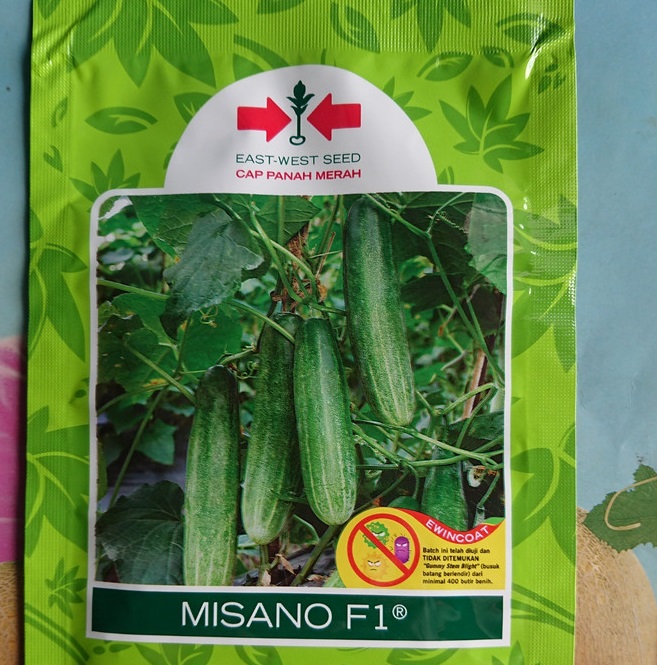 EAST-WEST SEED
CAP PANAH MERAH
EWINCOAT
Batch ini telah diuji dan
TIDAK DITEMUKAN
"Gummy Stem Blight" (busuk
batang berlendir) dari
minimal 400 butir benih.
MISANO F1®